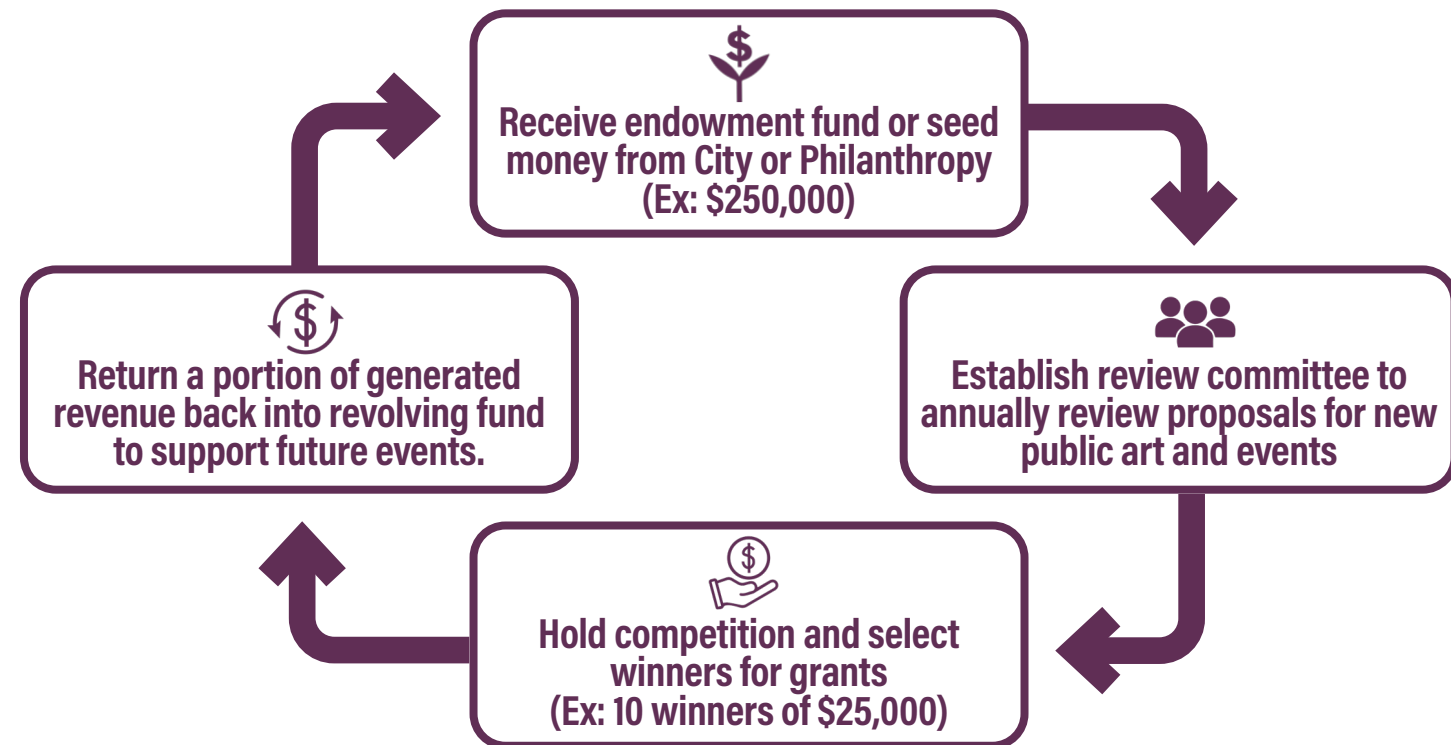 $
Receive endowment fund or seed
money from City or Philanthropy
(Ex: $250,000)
$
Establish review committee to
annually review proposals for new
public art and events
$
Hold competition and select
winners for grants
(Ex: 10 winners of $25,000)
Return a portion of generated
revenue back into revolving fund
to support future events.